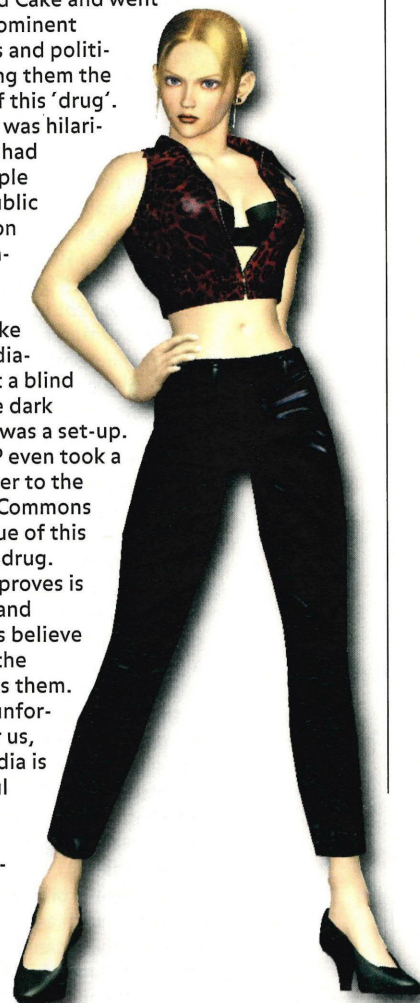 d Cake and went
ominent
s and politi-
ng them the
f this ‘drug’.
was hilari-
had
ple
blic
on
-
ke
dia-
t a blind
e dark
was a set-up.
P even took a
er to the
Commons
ue of this
drug.
proves is
and
s believe
the
s them.
unfor-
r us,
dia is
ul
-